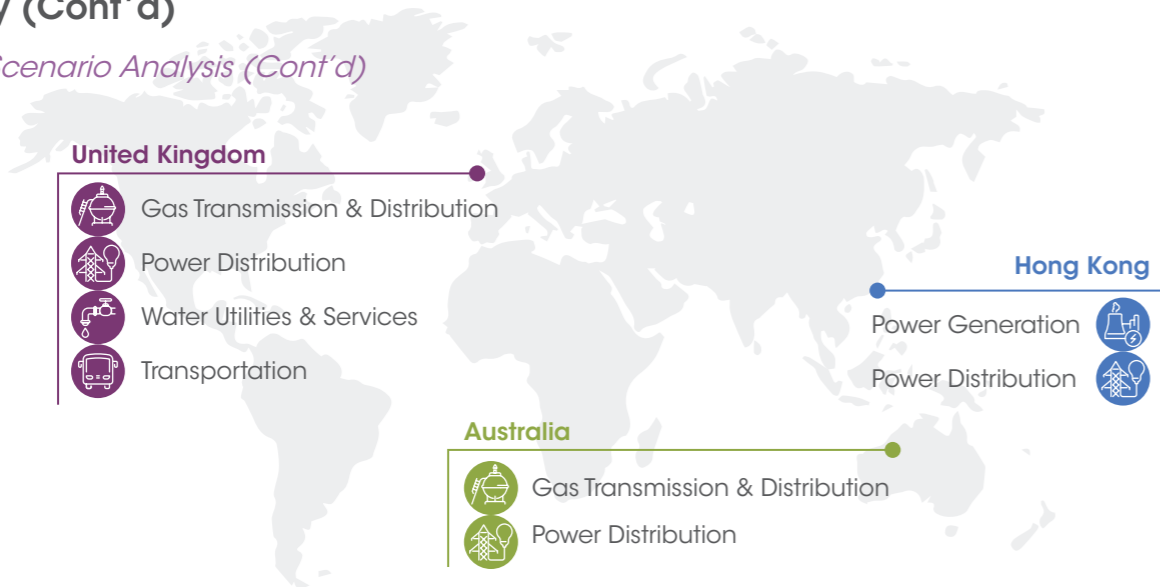 y (Cont'd)
Scenario Analysis (Cont'd)
United Kingdom
Gas Transmission & Distribution
Power Distribution
Water Utilities & Services
Transportation
Hong Kong
Power Generation
Power Distribution
Australia
Gas Transmission & Distribution
Power Distribution